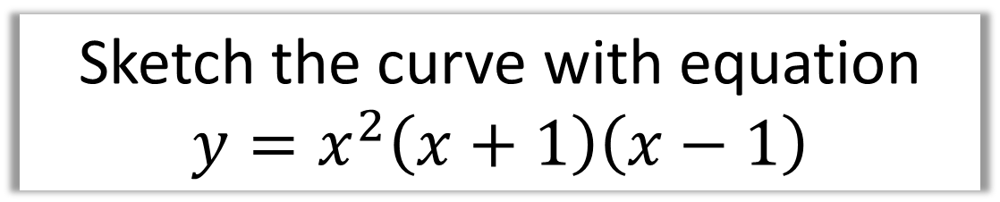 Sketch the curve with equation
y = x²(x + 1)(x − 1)